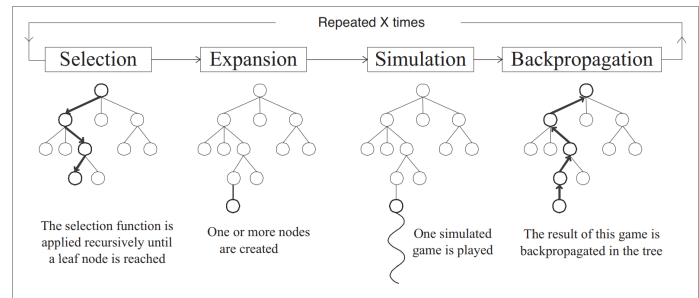 Repeated X times
Selection
Expansion
Simulation
Backpropagation
The selection function is
applied recursively until
a leaf node is reached
One or more nodes
are created
One simulated
game is played
The result of this game is
backpropagated in the tree